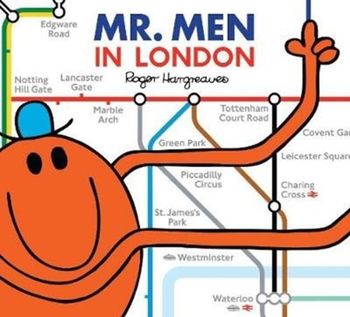 Edgware
Road
MR. MEN
IN LONDON
Roger Hargreaves
Notting
Hill Gate
Lancaster
Gate
Marble
Arch
Tottenham
Court Road
Covent Ga
Green Park
Leicester Square
Piccadilly
Circus
Charing
Cross
St. James's
Park
Westminster
Waterloo